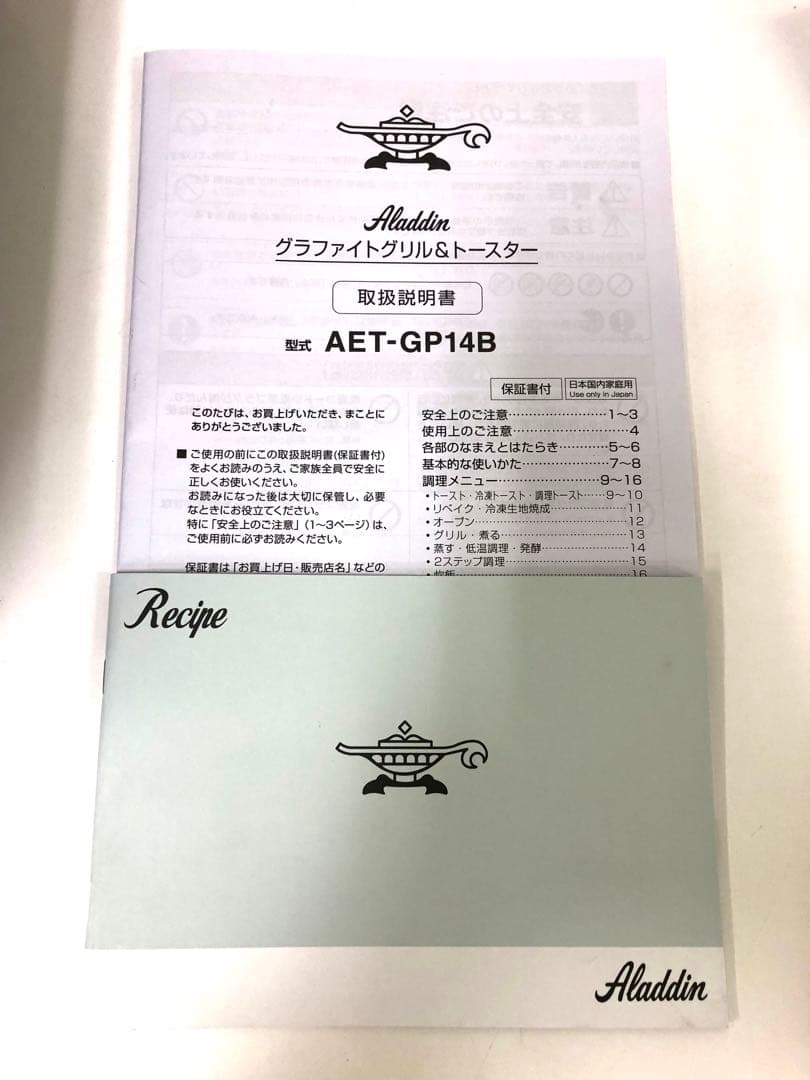 Aladdin
グラファイトグリル&トースター
取扱説明書
型式 AET-GP14B
保証書付
日本国内家庭用
Use only in Japan
このたびは、お買上げいただき、まことに
ありがとうございました。
■ ご使用の前にこの取扱説明書(保証書付)
をよくお読みのうえ、ご家族全員で安全に
正しくお使いください。
お読みになった後は大切に保管し、必要
なときにお役立てください。
特に「安全上のご注意」(1〜3ページ)は、
ご使用前に必ずお読みください。
保証書は「お買上げ日・販売店名」などの
安全上のご注意……………………1〜3
使用上のご注意………………………4
各部のなまえとはたらき…………5〜6
基本的な使いかた…………………7〜8
調理メニュー………………………9〜16
・トースト・冷凍トースト・調理トースト……9〜10
・リベイク・冷凍生地焼成……………………11
・オーブン……………………………………12
・グリル・煮る…………………………………13
・蒸す・低温調理・発酵………………………14
・2ステップ調理………………………………15
・炊飯…………………………………………16
Recipe
Aladdin